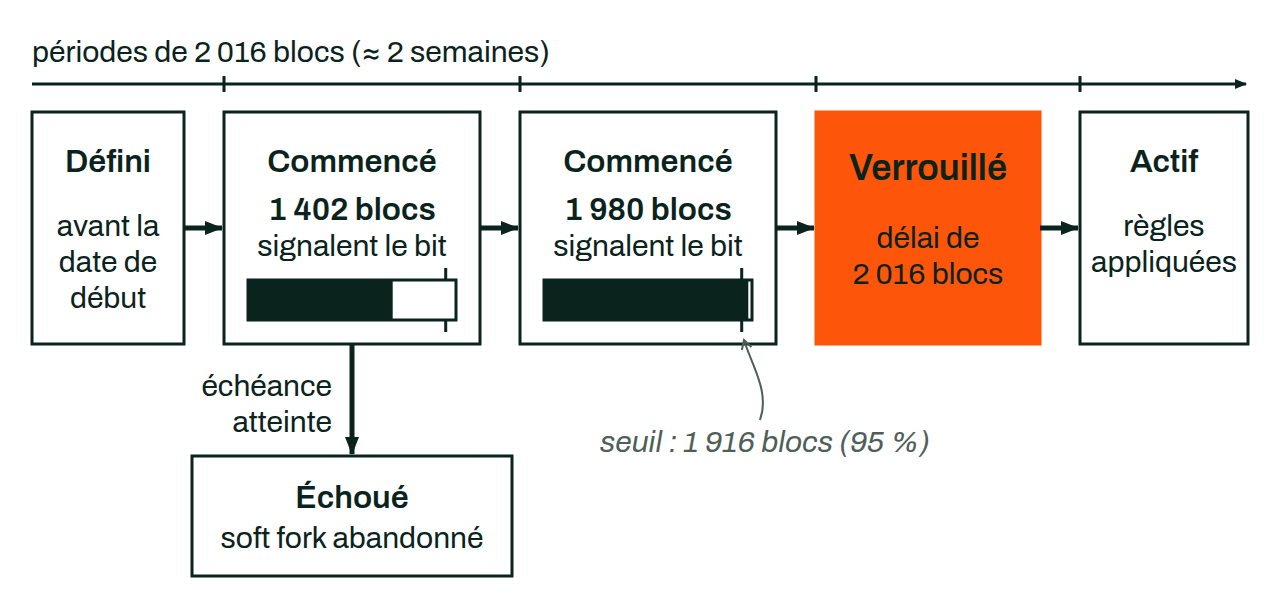 périodes de 2 016 blocs (≈ 2 semaines)
Défini
avant la
date de
début
Commencé
1 402 blocs
signalent le bit
Commencé
1 980 blocs
signalent le bit
Verrouillé
délai de
2 016 blocs
Actif
règles
appliquées
échéance
atteinte
seuil : 1 916 blocs (95 %)
Échoué
soft fork abandonné